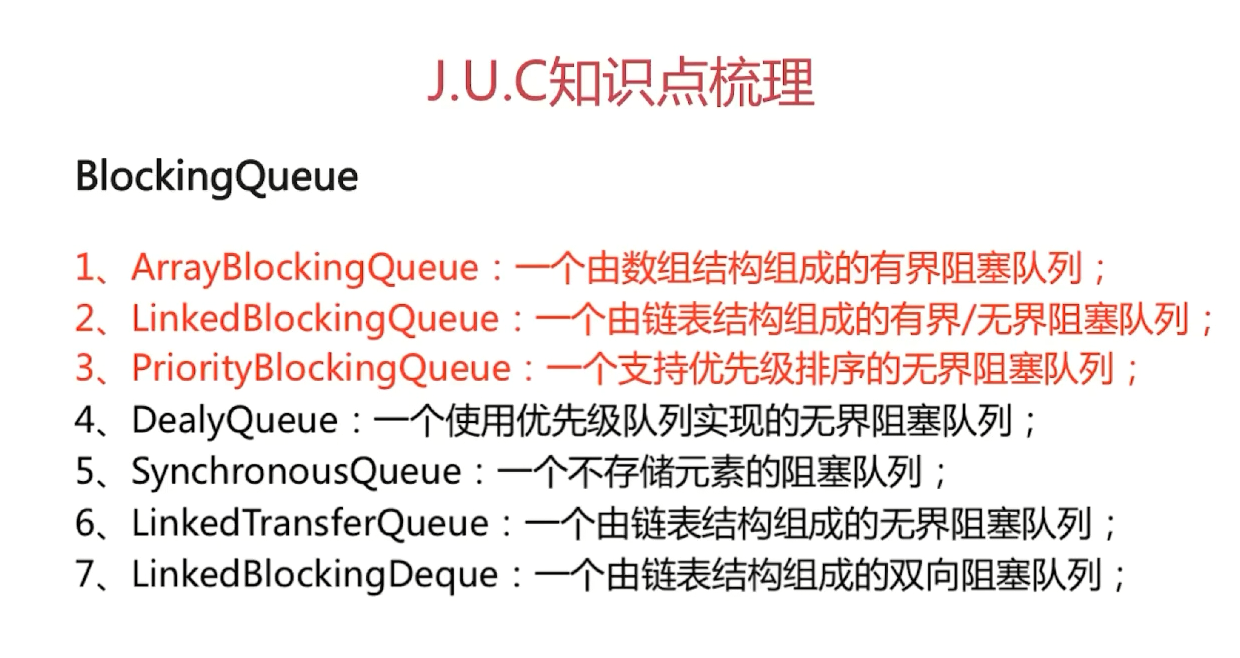 J.U.C知识点梳理
BlockingQueue
1、ArrayBlockingQueue：一个由数组结构组成的有界阻塞队列；
2、LinkedBlockingQueue：一个由链表结构组成的有界/无界阻塞队列；
3、PriorityBlockingQueue：一个支持优先级排序的无界阻塞队列；
4、DealyQueue：一个使用优先级队列实现的无界阻塞队列；
5、SynchronousQueue：一个不存储元素的阻塞队列；
6、LinkedTransferQueue：一个由链表结构组成的无界阻塞队列；
7、LinkedBlockingDeque：一个由链表结构组成的双向阻塞队列；